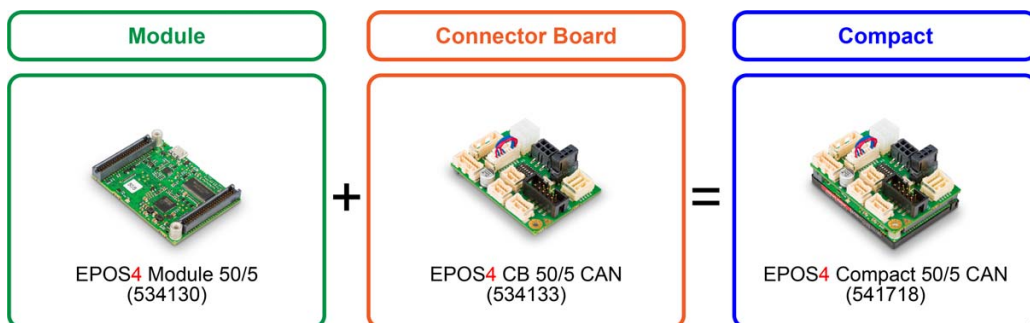 Module
Connector Board
Compact
+
=
EPOS4 Module 50/5
(534130)
EPOS4 CB 50/5 CAN
(534133)
EPOS4 Compact 50/5 CAN
(541718)